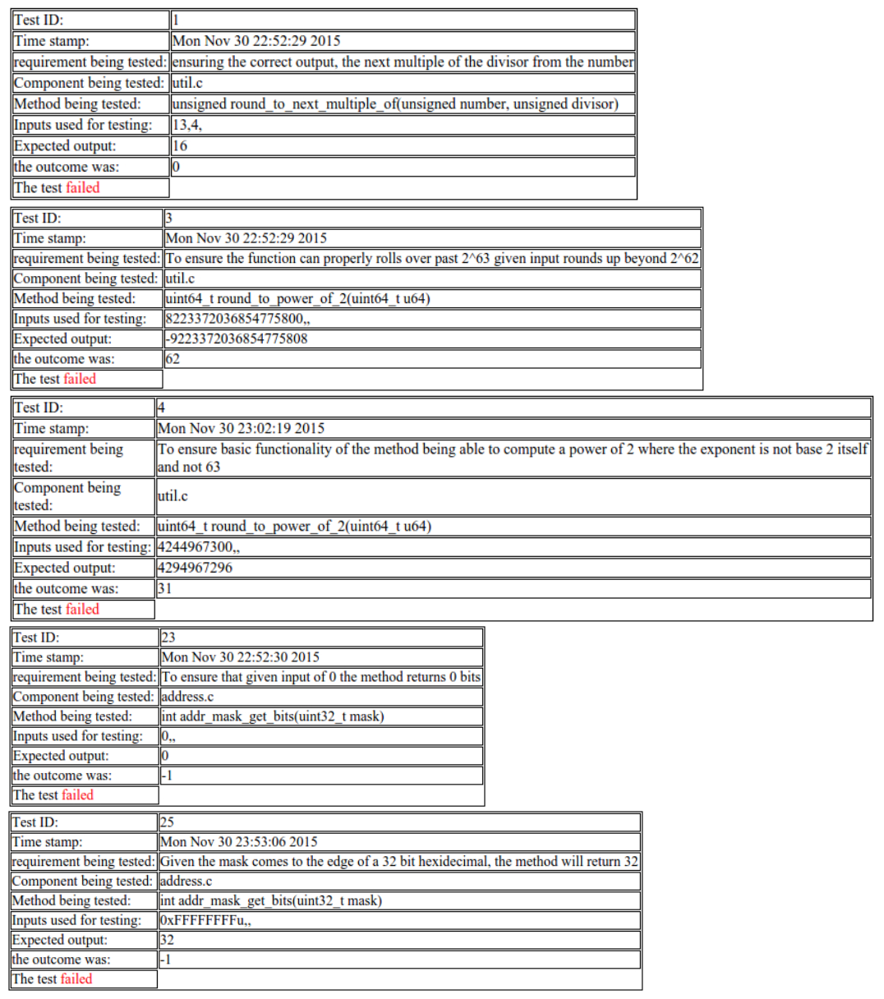 Test ID: 1
Time stamp: Mon Nov 30 22:52:29 2015
requirement being tested: ensuring the correct output, the next multiple of the divisor from the number
Component being tested: util.c
Method being tested: unsigned round_to_next_multiple_of(unsigned number, unsigned divisor)
Inputs used for testing: 13,4,
Expected output: 16
the outcome was: 0
The test failed
Test ID: 3
Time stamp: Mon Nov 30 22:52:29 2015
requirement being tested: To ensure the function can properly rolls over past 2^63 given input rounds up beyond 2^62
Component being tested: util.c
Method being tested: uint64_t round_to_power_of_2(uint64_t u64)
Inputs used for testing: 8223372036854775800,,
Expected output: -9223372036854775808
the outcome was: 62
The test failed
Test ID: 4
Time stamp: Mon Nov 30 23:02:19 2015
requirement being tested: To ensure basic functionality of the method being able to compute a power of 2 where the exponent is not base 2 itself
and not 63
Component being tested: util.c
Method being tested: uint64_t round_to_power_of_2(uint64_t u64)
Inputs used for testing: 4244967300,,
Expected output: 4294967296
the outcome was: 31
The test failed
Test ID: 23
Time stamp: Mon Nov 30 22:52:30 2015
requirement being tested: To ensure that given input of 0 the method returns 0 bits
Component being tested: address.c
Method being tested: int addr_mask_get_bits(uint32_t mask)
Inputs used for testing: 0,,
Expected output: 0
the outcome was: -1
The test failed
Test ID: 25
Time stamp: Mon Nov 30 23:53:06 2015
requirement being tested: Given the mask comes to the edge of a 32 bit hexidecimal, the method will return 32
Component being tested: address.c
Method being tested: int addr_mask_get_bits(uint32_t mask)
Inputs used for testing: 0xFFFFFFFFu,,
Expected output: 32
the outcome was: -1
The test failed